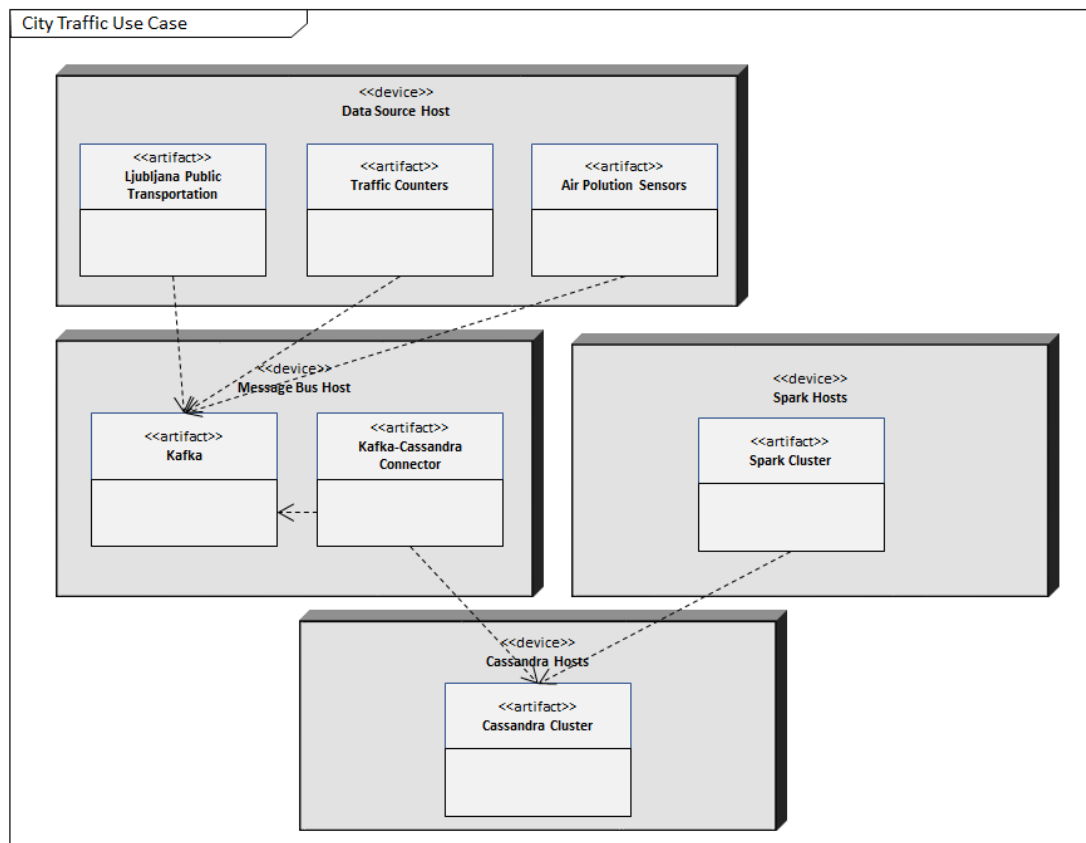 City Traffic Use Case
<<device>>
Data Source Host
<<artifact>>
Ljubljana Public
Transportation
<<artifact>>
Traffic Counters
<<artifact>>
Air Polution Sensors
<<device>>
Message Bus Host
<<artifact>>
Kafka
<<artifact>>
Kafka-Cassandra
Connector
<<device>>
Spark Hosts
<<artifact>>
Spark Cluster
<<device>>
Cassandra Hosts
<<artifact>>
Cassandra Cluster